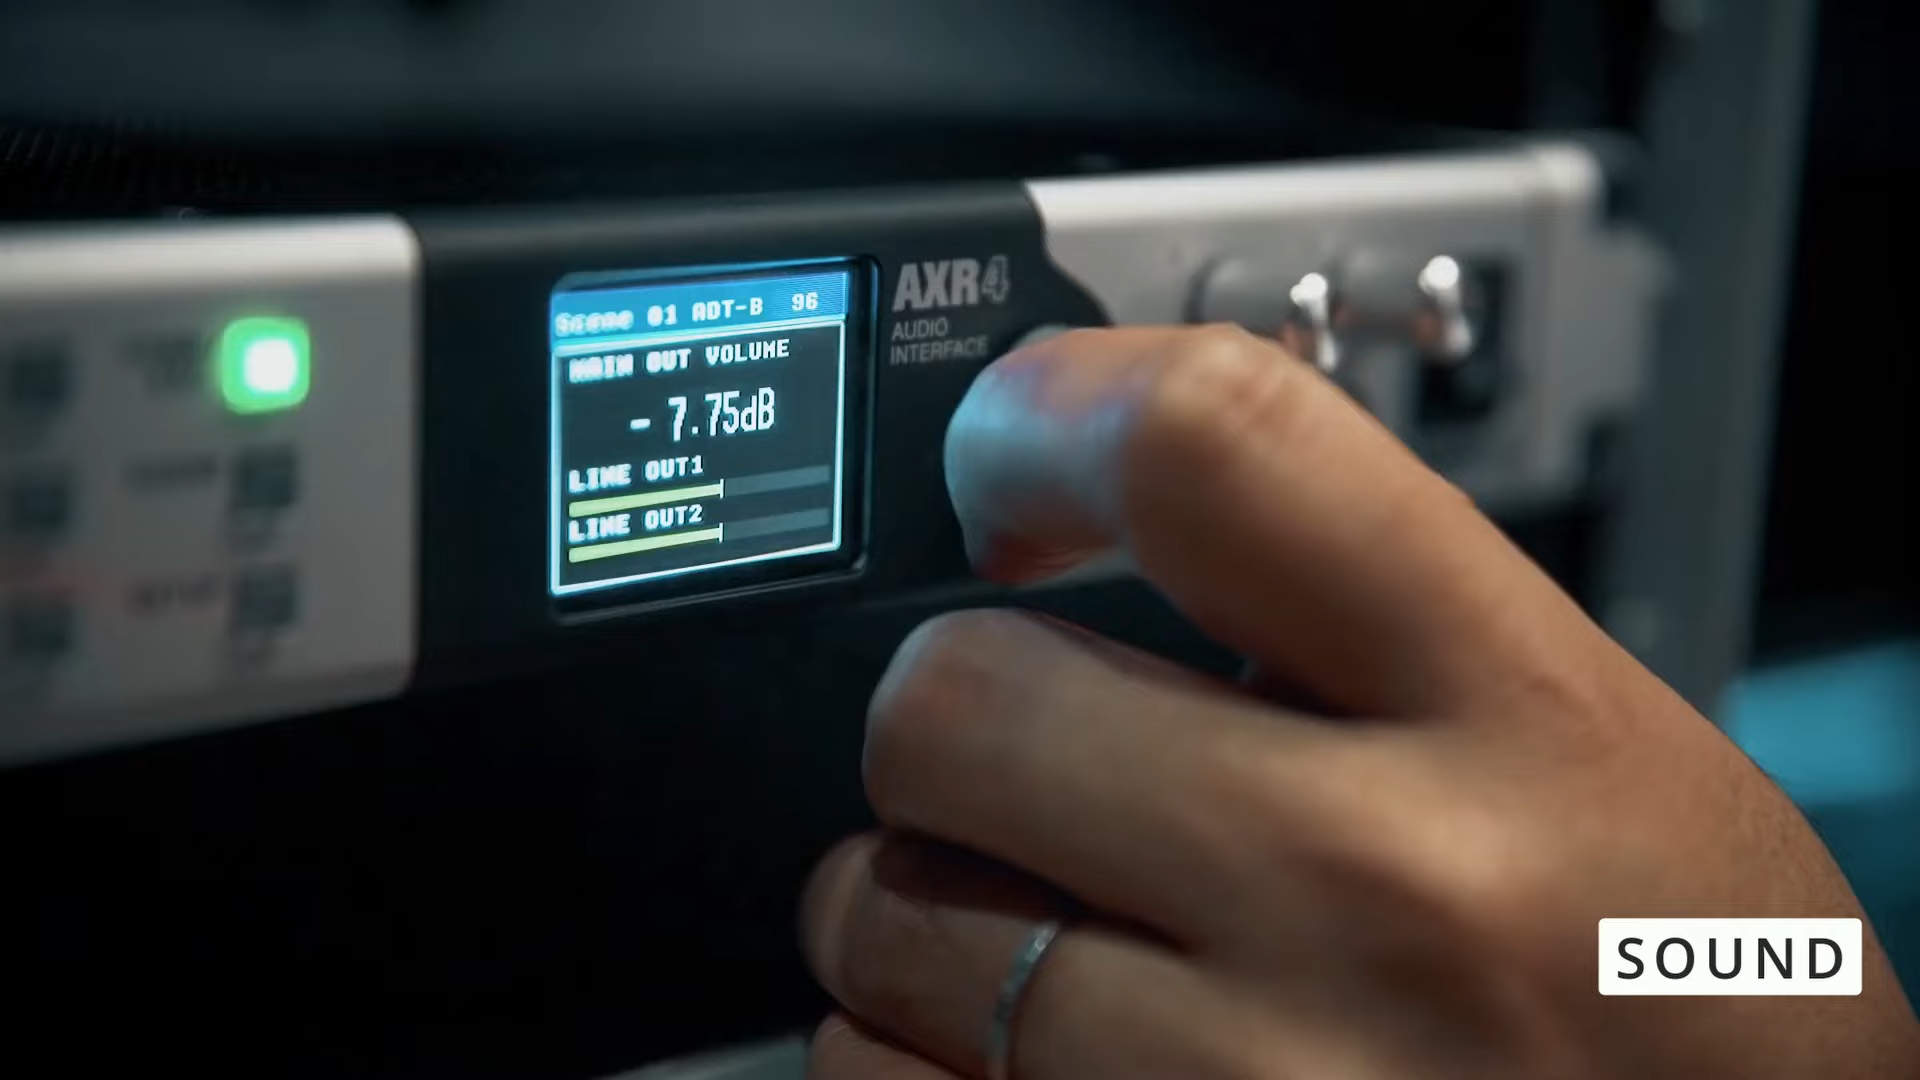 Scene 01 ADT-B 96
MAIN OUT VOLUME
- 7.75dB
LINE OUT1
LINE OUT2
AXR4
AUDIO
INTERFACE
SOUND